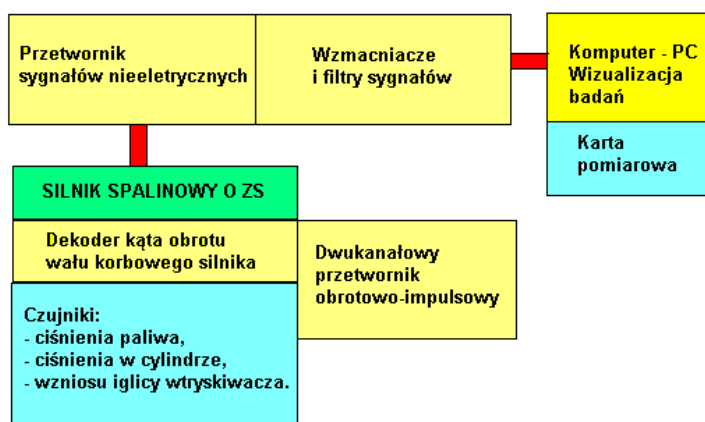 Przetwornik
sygnałów nieeletrycznych
Wzmacniacze
i filtry sygnałów
Komputer - PC
Wizualizacja
badań
Karta
pomiarowa
SILNIK SPALINOWY O ZS
Dekoder kąta obrotu
wału korbowego silnika
Dwukanałowy
przetwornik
obrotowo-impulsowy
Czujniki:
- ciśnienia paliwa,
- ciśnienia w cylindrze,
- wzniosu iglicy wtryskiwacza.